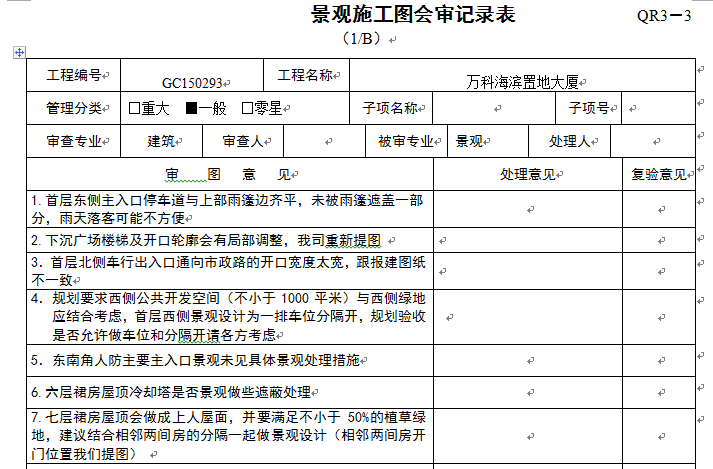 景观施工图会审记录表 QR3－3
（1/B）
工程编号 GC150293 工程名称 万科海滨置地大厦
管理分类 □重大 ■一般 □零星 子项名称 子项号
审查专业 建筑 审查人 被审专业 景观 处理人
审 图 意 见 处理意见 复验意见
1.首层东侧主入口停车道与上部雨篷边齐平，未被雨篷遮盖一部
分，雨天落客可能不方便
2.下沉广场楼梯及开口轮廓会有局部调整，我司重新提图
3．首层北侧车行出入口通向市政路的开口宽度太宽，跟报建图纸
不一致
4．规划要求西侧公共开发空间（不小于 1000 平米）与西侧绿地
应结合考虑，首层西侧景观设计为一排车位分隔开，规划验收
是否允许做车位和分隔开请各方考虑
5．东南角人防主要主入口景观未见具体景观处理措施
6.六层裙房屋顶冷却塔是否景观做些遮蔽处理
7.七层裙房屋顶会做成上人屋面，并要满足不小于 50%的植草绿
地，建议结合相邻两间房的分隔一起做景观设计（相邻两间房开
门位置我们提图）